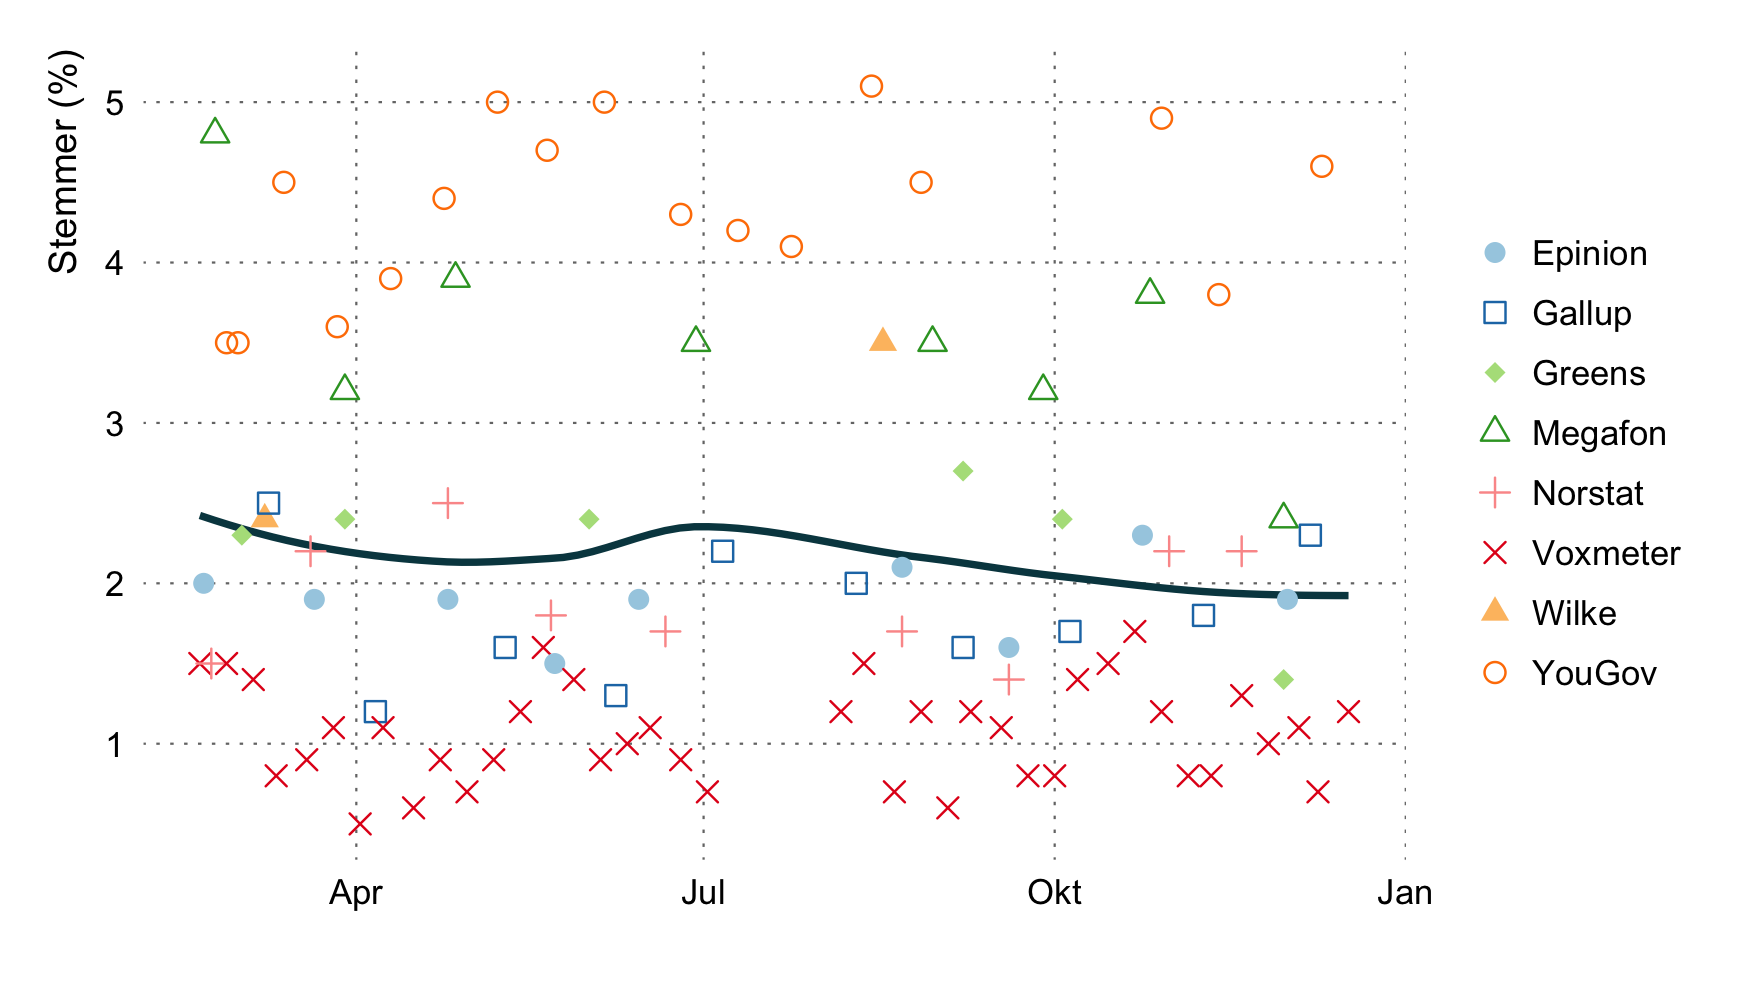 Stemmer (%)
5
4
3
2
1
Apr Jul Okt Jan
Epinion
Gallup
Greens
Megafon
Norstat
Voxmeter
Wilke
YouGov